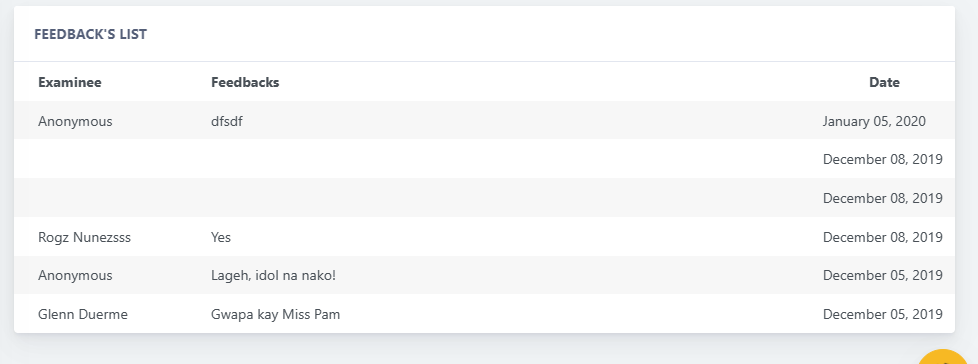 FEEDBACK'S LIST
Examinee Feedbacks Date
Anonymous dfsdf January 05, 2020
December 08, 2019
December 08, 2019
Rogz Nunezsss Yes December 08, 2019
Anonymous Lageh, idol na nako! December 05, 2019
Glenn Duerme Gwapa kay Miss Pam December 05, 2019